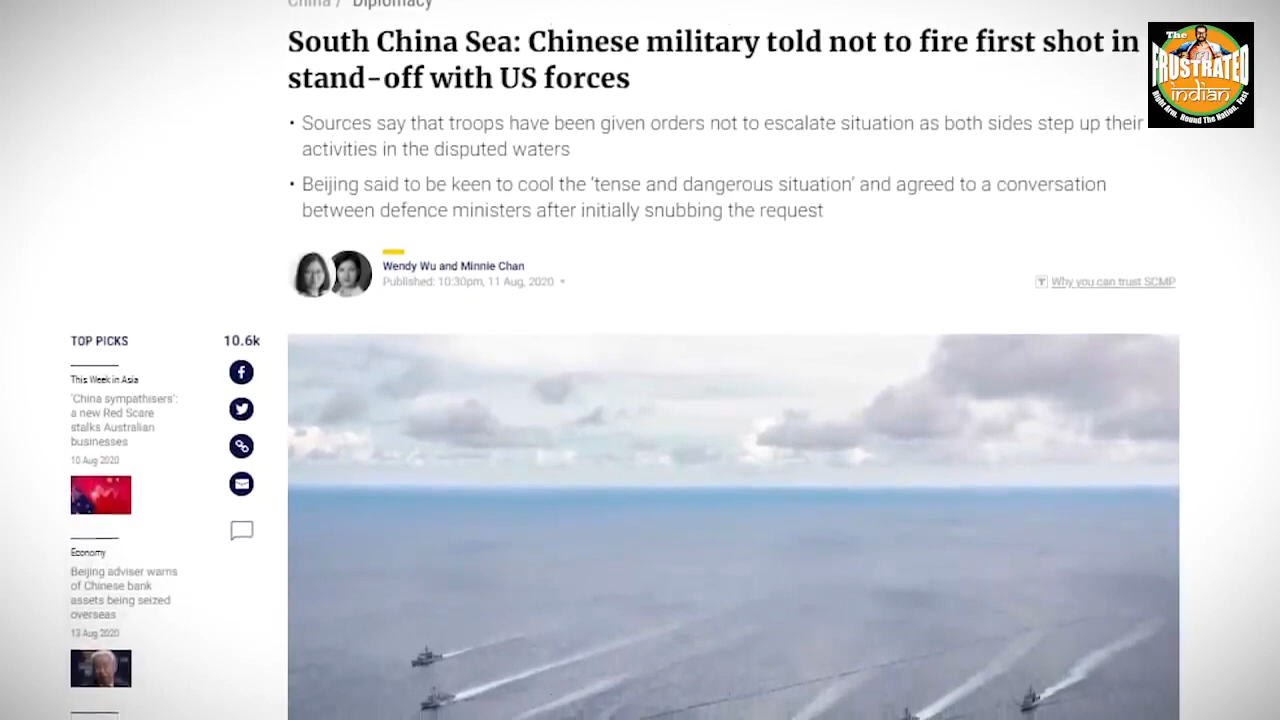 China / Diplomacy
South China Sea: Chinese military told not to fire first shot in
stand-off with US forces
• Sources say that troops have been given orders not to escalate situation as both sides step up their
activities in the disputed waters
• Beijing said to be keen to cool the 'tense and dangerous situation' and agreed to a conversation
between defence ministers after initially snubbing the request
Wendy Wu and Minnie Chan
Published: 10:30pm, 11 Aug, 2020
Why you can trust SCMP
TOP PICKS
10.6k
This Week in Asia
'China sympathisers':
a new Red Scare
stalks Australian
businesses
10 Aug 2020
Economy
Beijing adviser warns
of Chinese bank
assets being seized
overseas
13 Aug 2020
The
FRUSTRATED
indian
Right Arm. Round The Nation. Fast